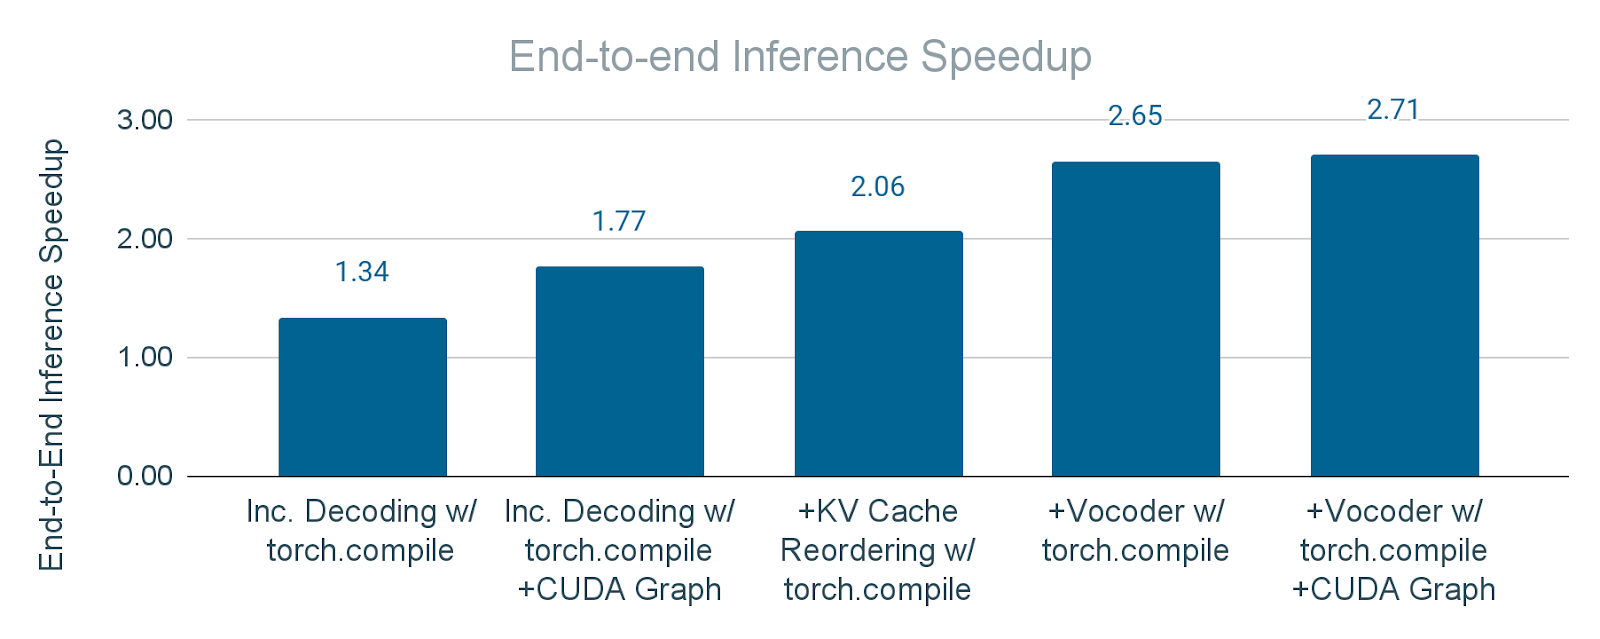 End-to-end Inference Speedup
End-to-End Inference Speedup
3.00
2.00
1.00
0.00
1.34
1.77
2.06
2.65
2.71
Inc. Decoding w/
torch.compile
Inc. Decoding w/
torch.compile
+CUDA Graph
+KV Cache
Reordering w/
torch.compile
+Vocoder w/
torch.compile
+Vocoder w/
torch.compile
+CUDA Graph